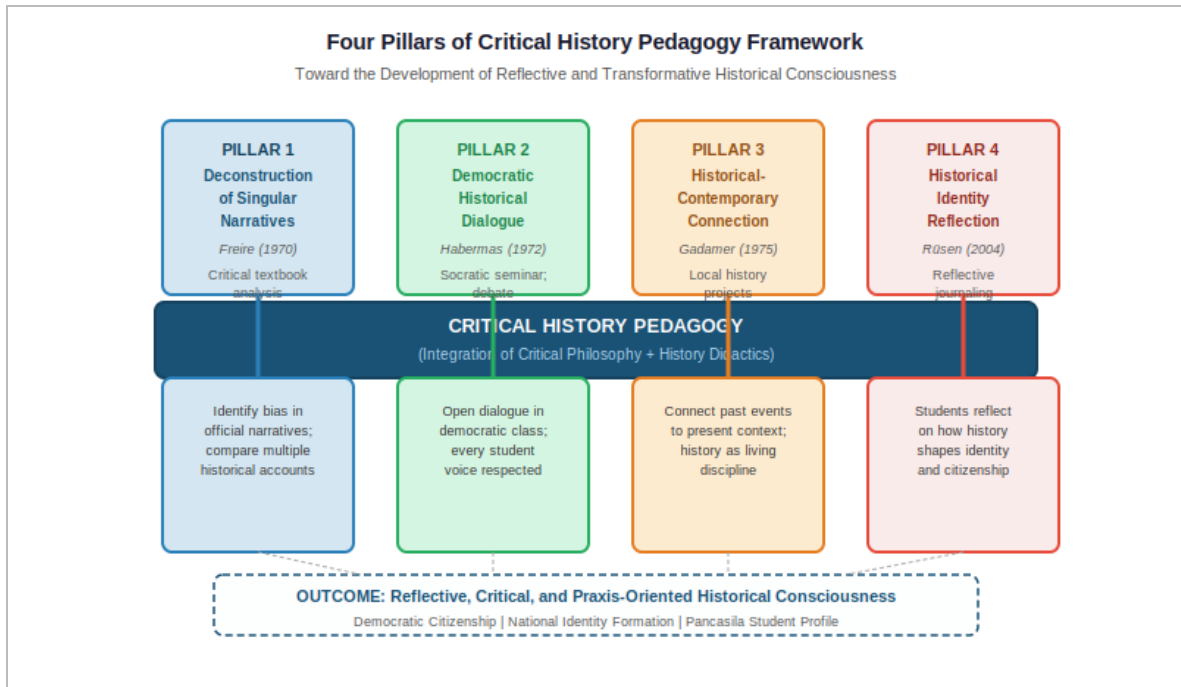 Four Pillars of Critical History Pedagogy Framework
Toward the Development of Reflective and Transformative Historical Consciousness
PILLAR 1
Deconstruction
of Singular
Narratives
Freire (1970)
Critical textbook
analysis
PILLAR 2
Democratic
Historical
Dialogue
Habermas (1972)
Socratic seminar;
debate
PILLAR 3
Historical-
Contemporary
Connection
Gadamer (1975)
Local history
projects
PILLAR 4
Historical
Identity
Reflection
Rüsen (2004)
Reflective
journaling
CRITICAL HISTORY PEDAGOGY
(Integration of Critical Philosophy + History Didactics)
Identify bias in
official narratives;
compare multiple
historical accounts
Open dialogue in
democratic class;
every student
voice respected
Connect past events
to present context;
history as living
discipline
Students reflect
on how history
shapes identity
and citizenship
OUTCOME: Reflective, Critical, and Praxis-Oriented Historical Consciousness
Democratic Citizenship | National Identity Formation | Pancasila Student Profile